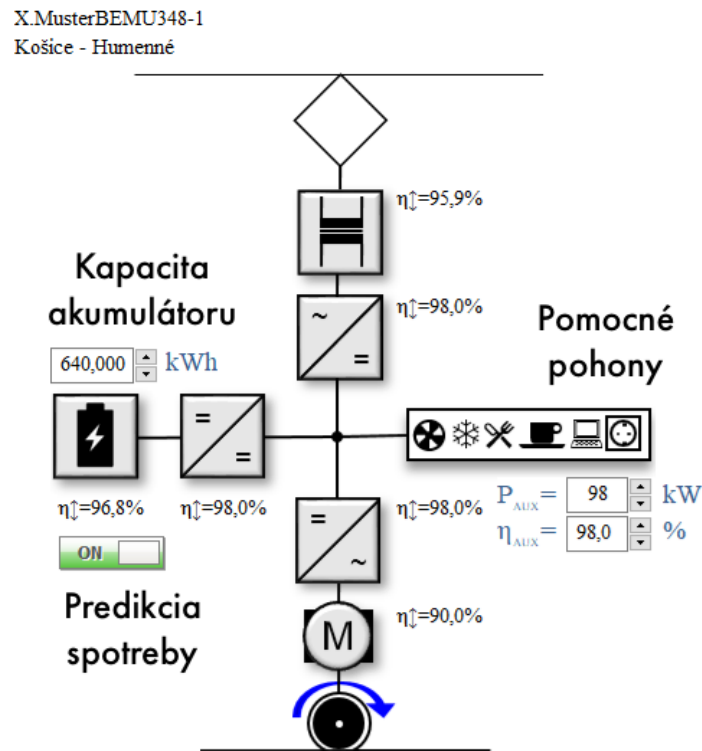 X.MusterBEMU348-1
Košice - Humenné
η↕=95,9%
Kapacita
akumulátoru
640,000 kWh
~
=
η↕=98,0%
Pomocné
pohony
=
=
η↕=96,8%
η↕=98,0%
=
~
η↕=98,0%
P_AUX= 98 kW
η_AUX= 98,0 %
ON
Predikcia
spotreby
M
η↕=90,0%